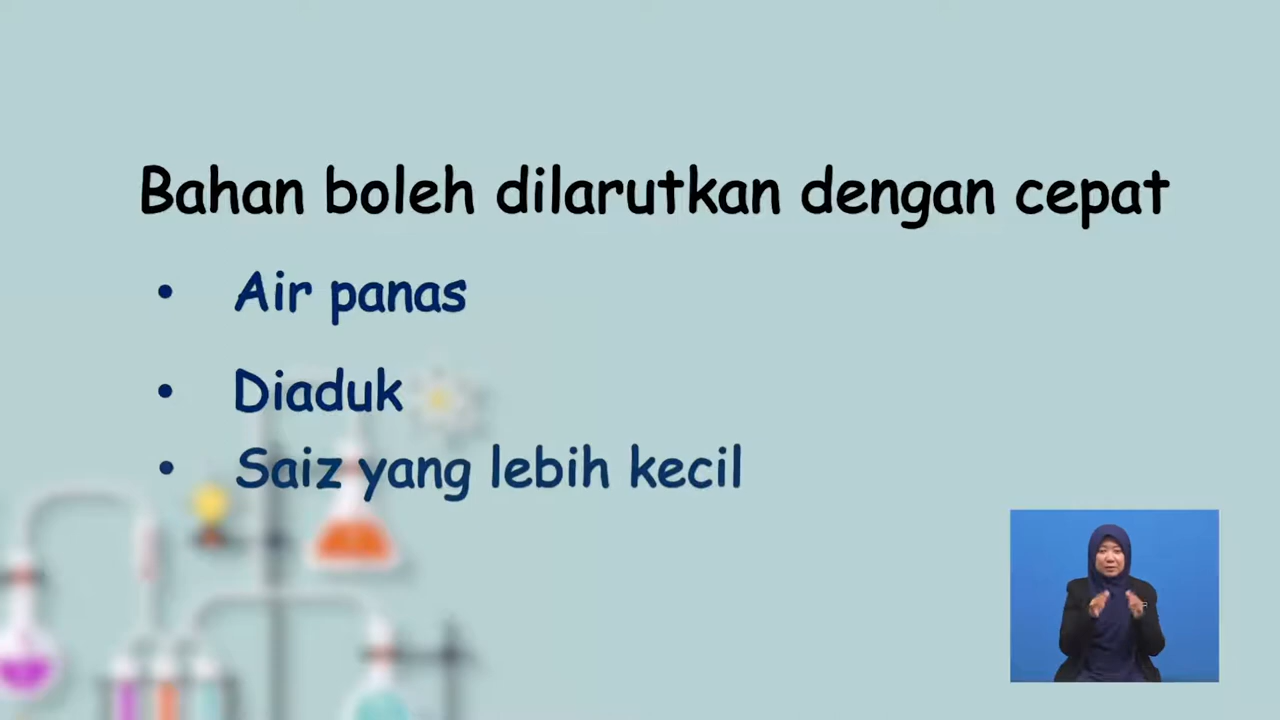 Bahan boleh dilarutkan dengan cepat
• Air panas
• Diaduk
• Saiz yang lebih kecil